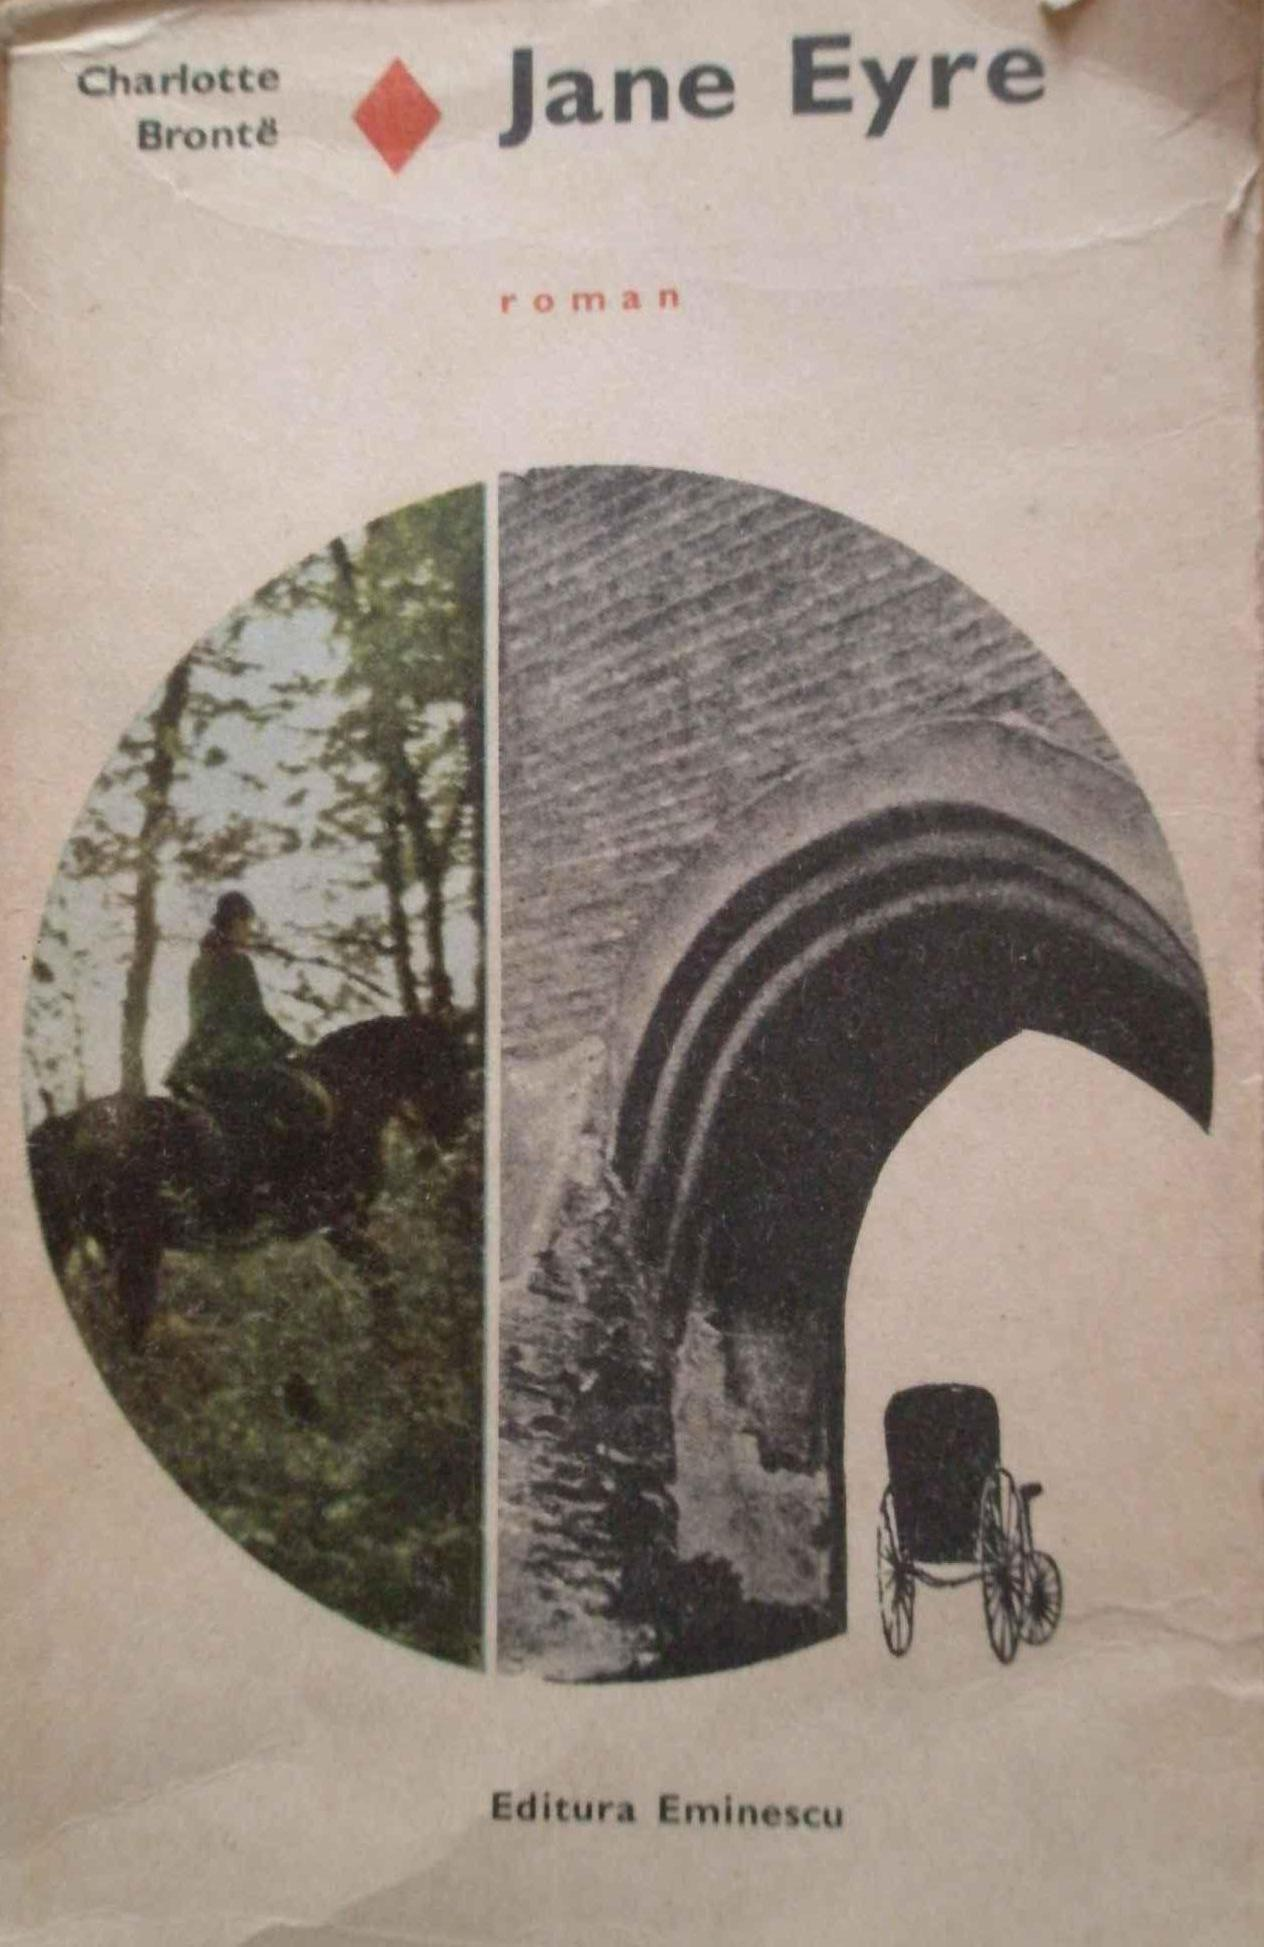 Charlotte
Brontë
Jane Eyre
roman
Editura Eminescu